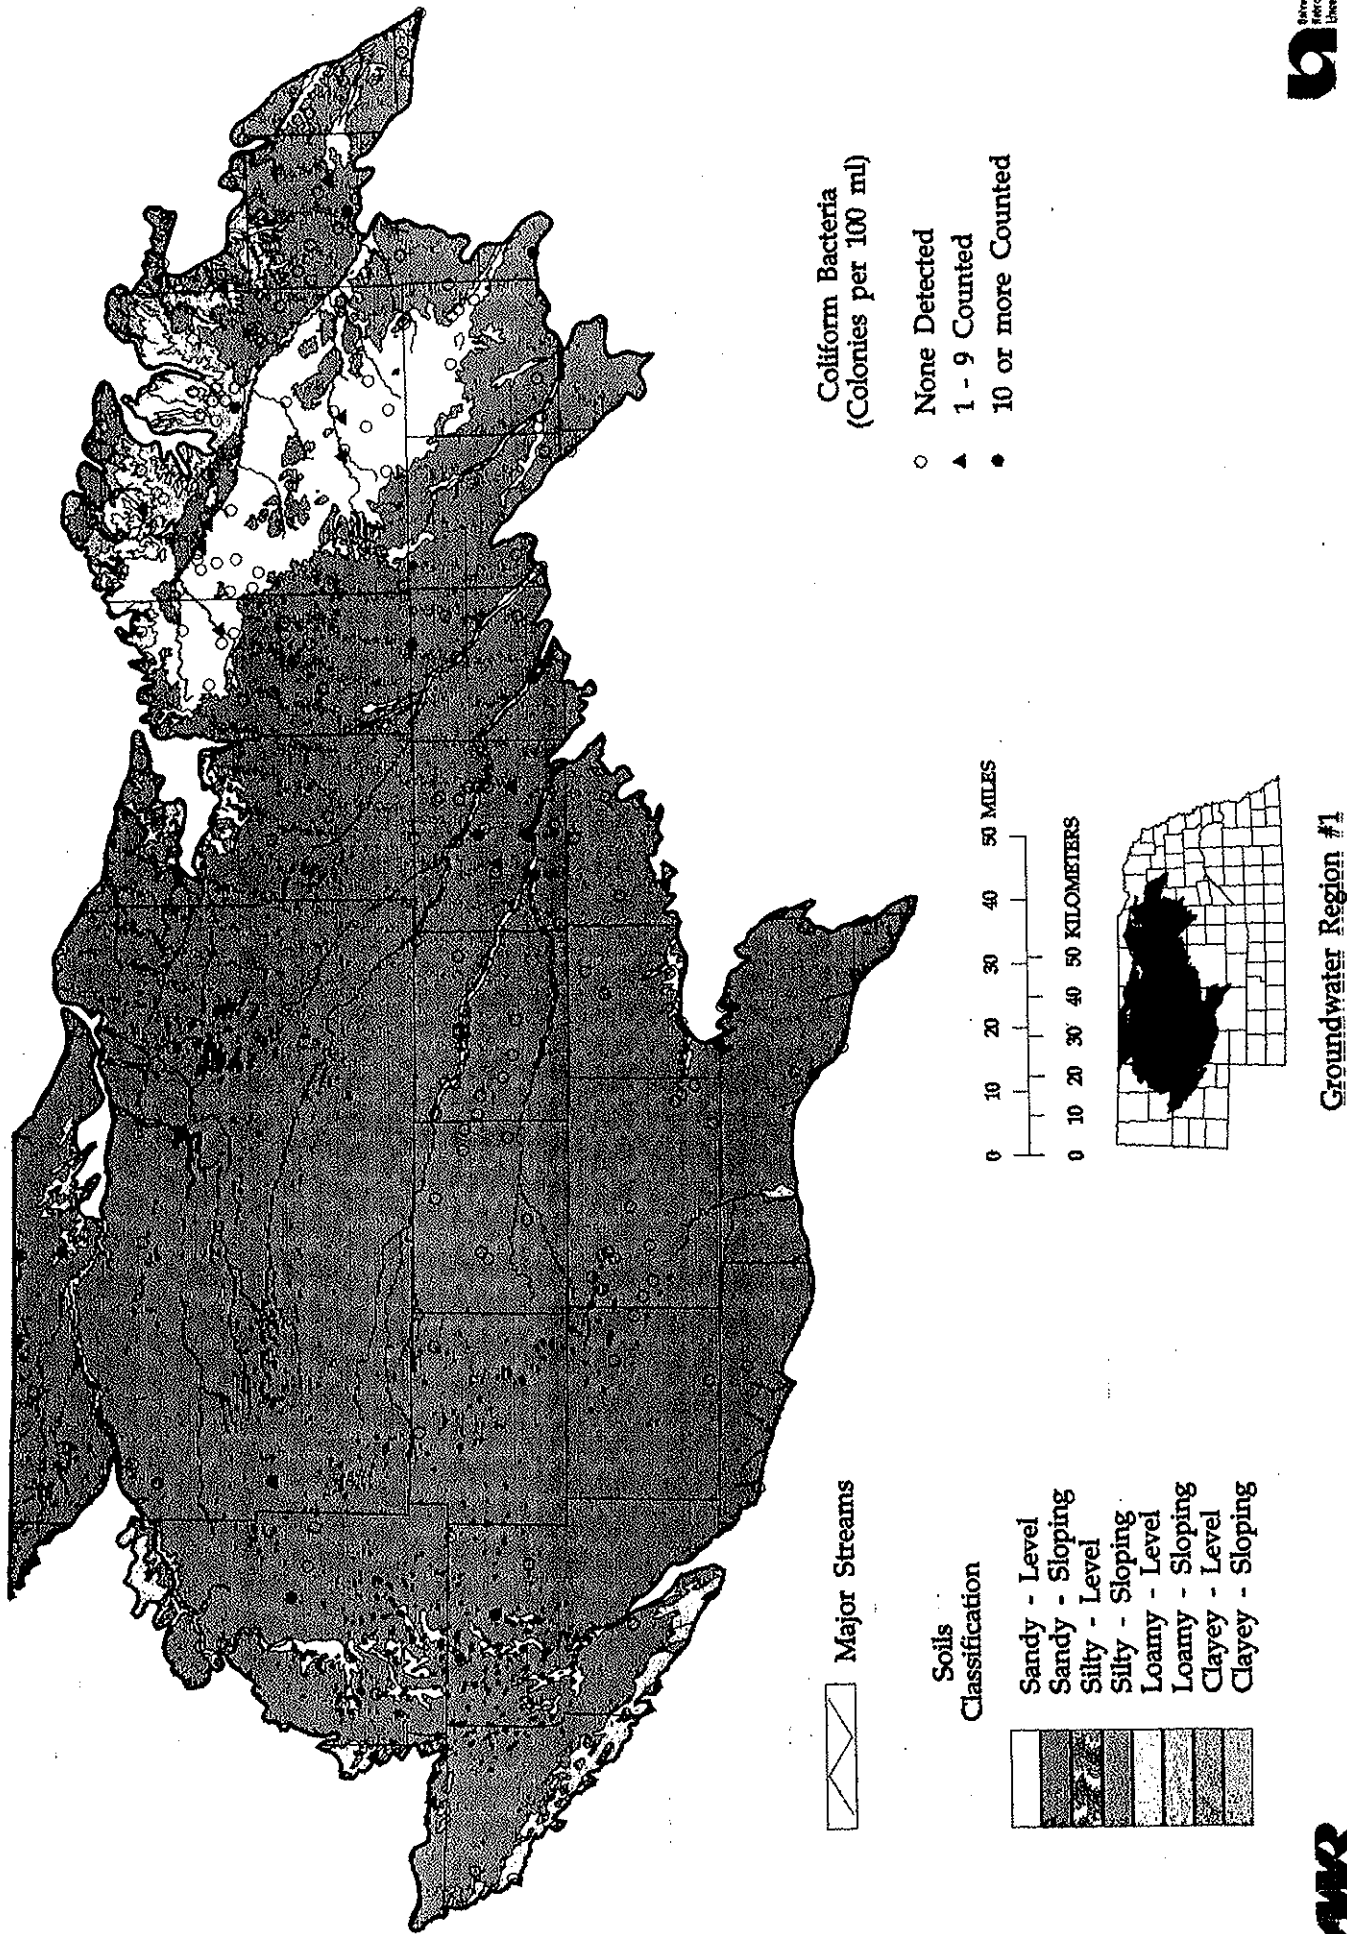 Major Streams
Soils
Classification
Sandy - Level
Sandy - Sloping
Silty - Level
Silty - Sloping
Loamy - Level
Loamy - Sloping
Clayey - Level
Clayey - Sloping
0 10 20 30 40 50 MILES
0 10 20 30 40 50 KILOMETERS
Groundwater Region #1
Coliform Bacteria
(Colonies per 100 ml)
None Detected
1 - 9 Counted
10 or more Counted